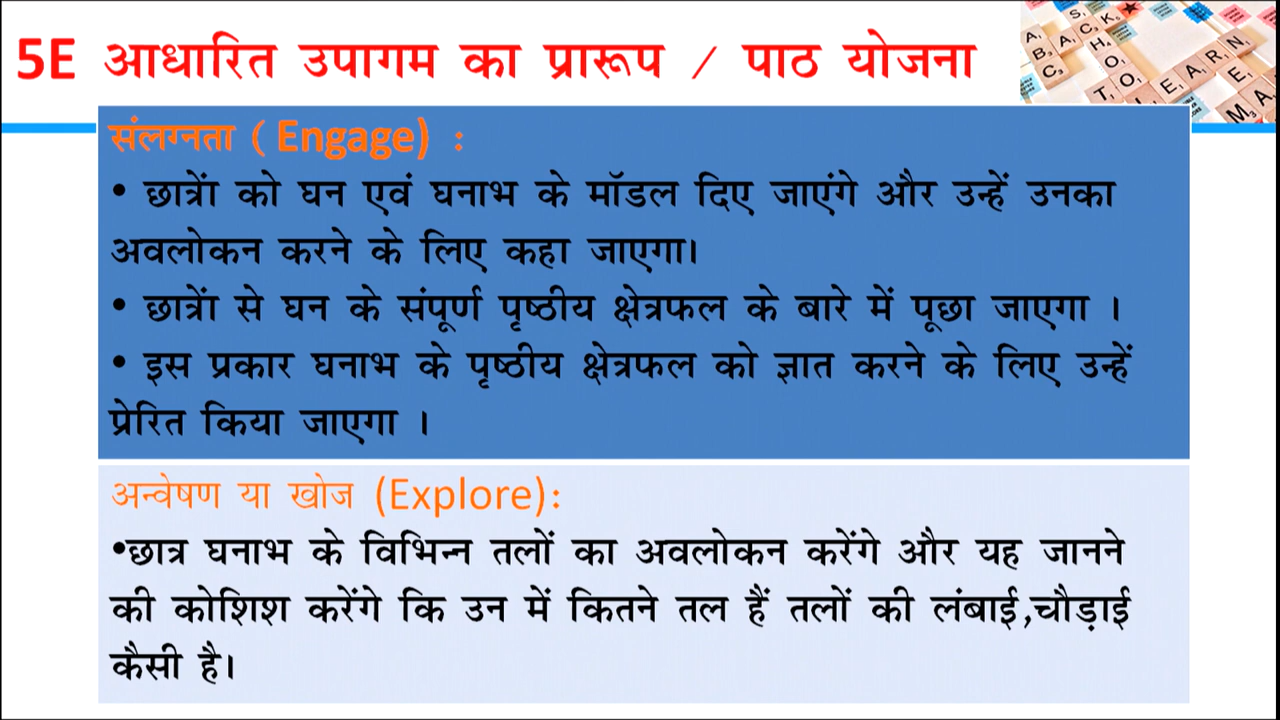 5E आधारित उपागम का प्रारूप / पाठ योजना
संलग्नता ( Engage) :
• छात्रों को घन एवं घनाभ के मॉडल दिए जाएंगे और उन्हें उनका
अवलोकन करने के लिए कहा जाएगा।
• छात्रों से घन के संपूर्ण पृष्ठीय क्षेत्रफल के बारे में पूछा जाएगा ।
• इस प्रकार घनाभ के पृष्ठीय क्षेत्रफल को ज्ञात करने के लिए उन्हें
प्रेरित किया जाएगा ।
अन्वेषण या खोज (Explore):
•छात्र घनाभ के विभिन्न तलों का अवलोकन करेंगे और यह जानने
की कोशिश करेंगे कि उन में कितने तल हैं तलों की लंबाई,चौड़ाई
कैसी है।